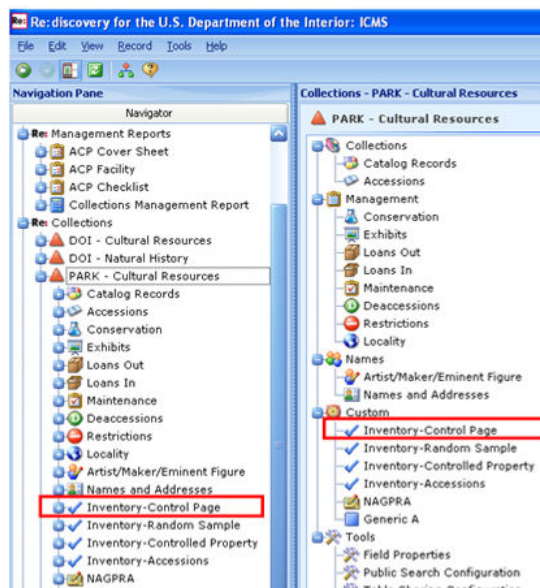 Re: Re:discovery for the U.S. Department of the Interior: ICMS
File Edit View Record Tools Help
Navigation Pane
Navigator
Re: Management Reports
ACP Cover Sheet
ACP Facility
ACP Checklist
Collections Management Report
Re: Collections
DOI - Cultural Resources
DOI - Natural History
PARK - Cultural Resources
Catalog Records
Accessions
Conservation
Exhibits
Loans Out
Loans In
Maintenance
Deaccessions
Restrictions
Locality
Artist/Maker/Eminent Figure
Names and Addresses
Inventory-Control Page
Inventory-Random Sample
Inventory-Controlled Property
Inventory-Accessions
NAGPRA
Collections - PARK - Cultural Resources
PARK - Cultural Resources
Collections
Catalog Records
Accessions
Management
Conservation
Exhibits
Loans Out
Loans In
Maintenance
Deaccessions
Restrictions
Locality
Names
Artist/Maker/Eminent Figure
Names and Addresses
Custom
Inventory-Control Page
Inventory-Random Sample
Inventory-Controlled Property
Inventory-Accessions
NAGPRA
Generic A
Tools
Field Properties
Public Search Configuration
Table Sharing Configuration